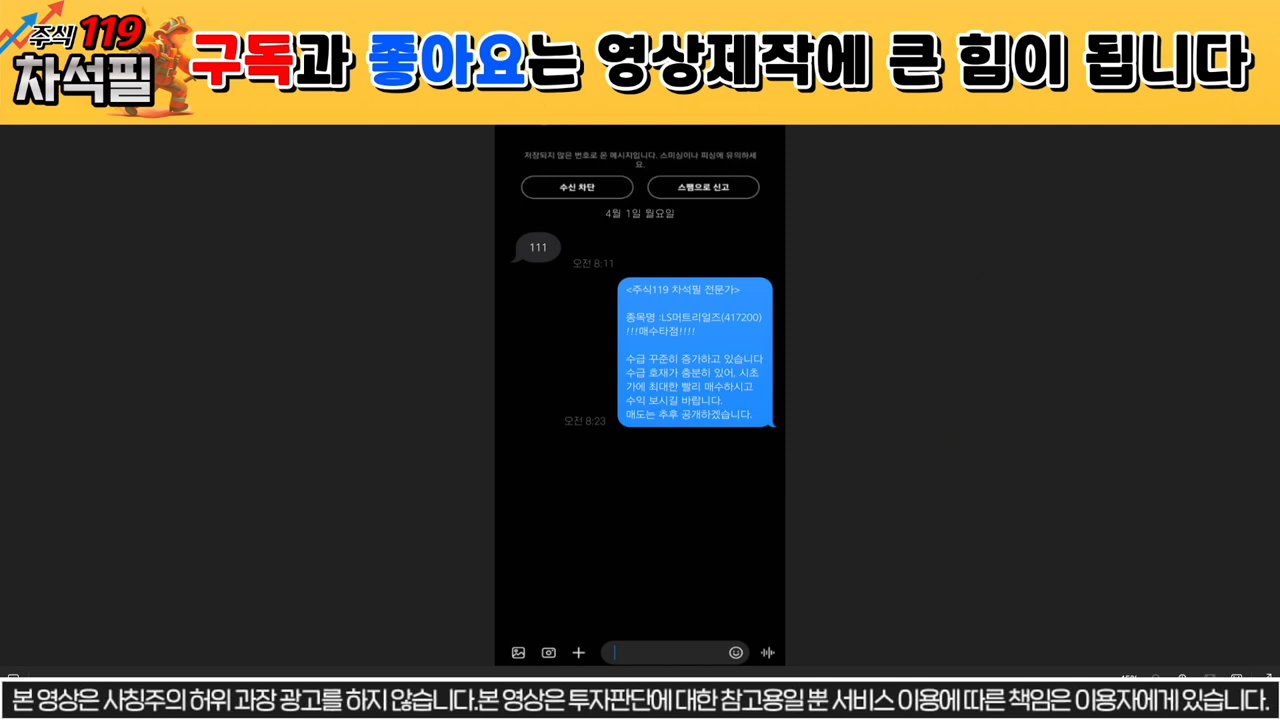 주식 119
차석필
구독과 좋아요는 영상제작에 큰 힘이 됩니다
저장되지 않은 번호로 온 메시지입니다. 스미싱이나 피싱에 유의하세
요.
수신 차단
스팸으로 신고
4월 1일 월요일
111
오전 8:11
<주식119 차석필 전문가>
종목명 :LS머트리얼즈(417200)
!!!매수타점!!!!
수급 꾸준히 증가하고 있습니다
수급 호재가 충분히 있어, 시초
가에 최대한 빨리 매수하시고
수익 보시길 바랍니다.
매도는 추후 공개하겠습니다.
오전 8:23
본 영상은 사칭주의 허위 과장 광고를 하지 않습니다.본 영상은 투자판단에 대한 참고용일 뿐 서비스 이용에 따른 책임은 이용자에게 있습니다.